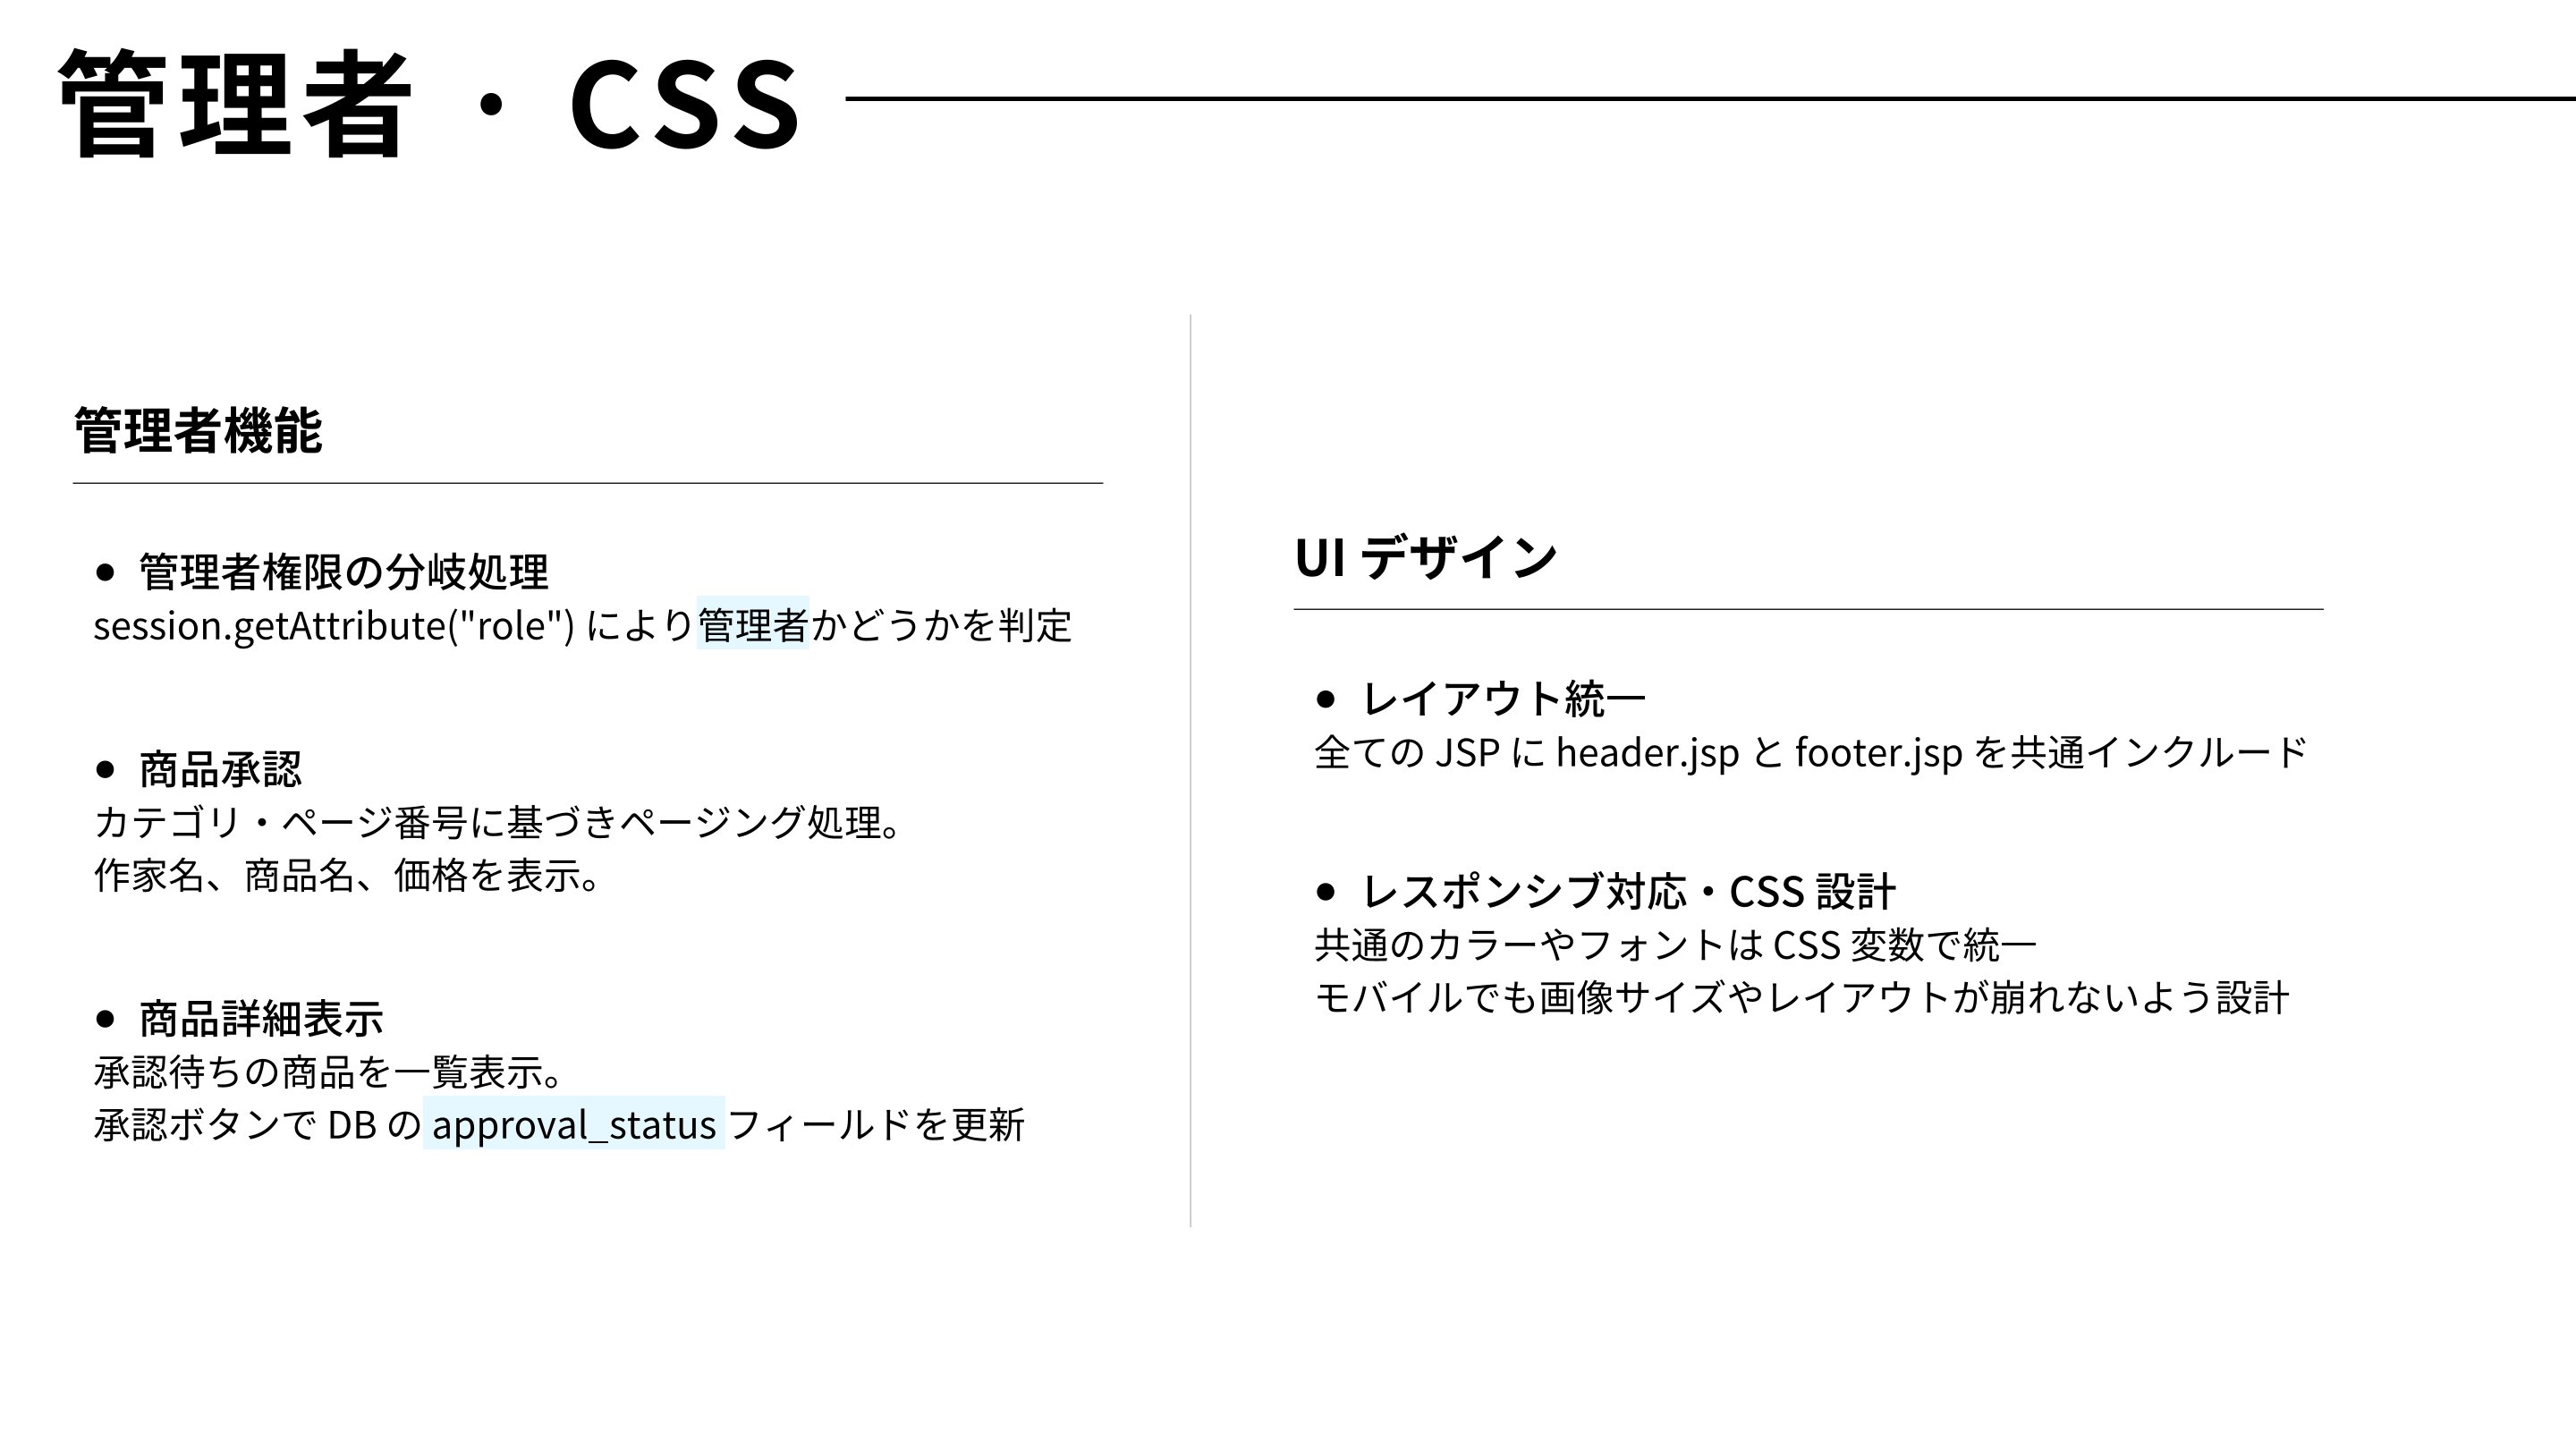 管理者・CSS
管理者機能
● 管理者権限の分岐処理
session.getAttribute("role") により管理者かどうかを判定
● 商品承認
カテゴリ・ページ番号に基づきページング処理。
作家名、商品名、価格を表示。
● 商品詳細表示
承認待ちの商品を一覧表示。
承認ボタンで DB の approval_status フィールドを更新
UI デザイン
● レイアウト統一
全ての JSP に header.jsp と footer.jsp を共通インクルード
● レスポンシブ対応・CSS 設計
共通のカラーやフォントは CSS 変数で統一
モバイルでも画像サイズやレイアウトが崩れないよう設計